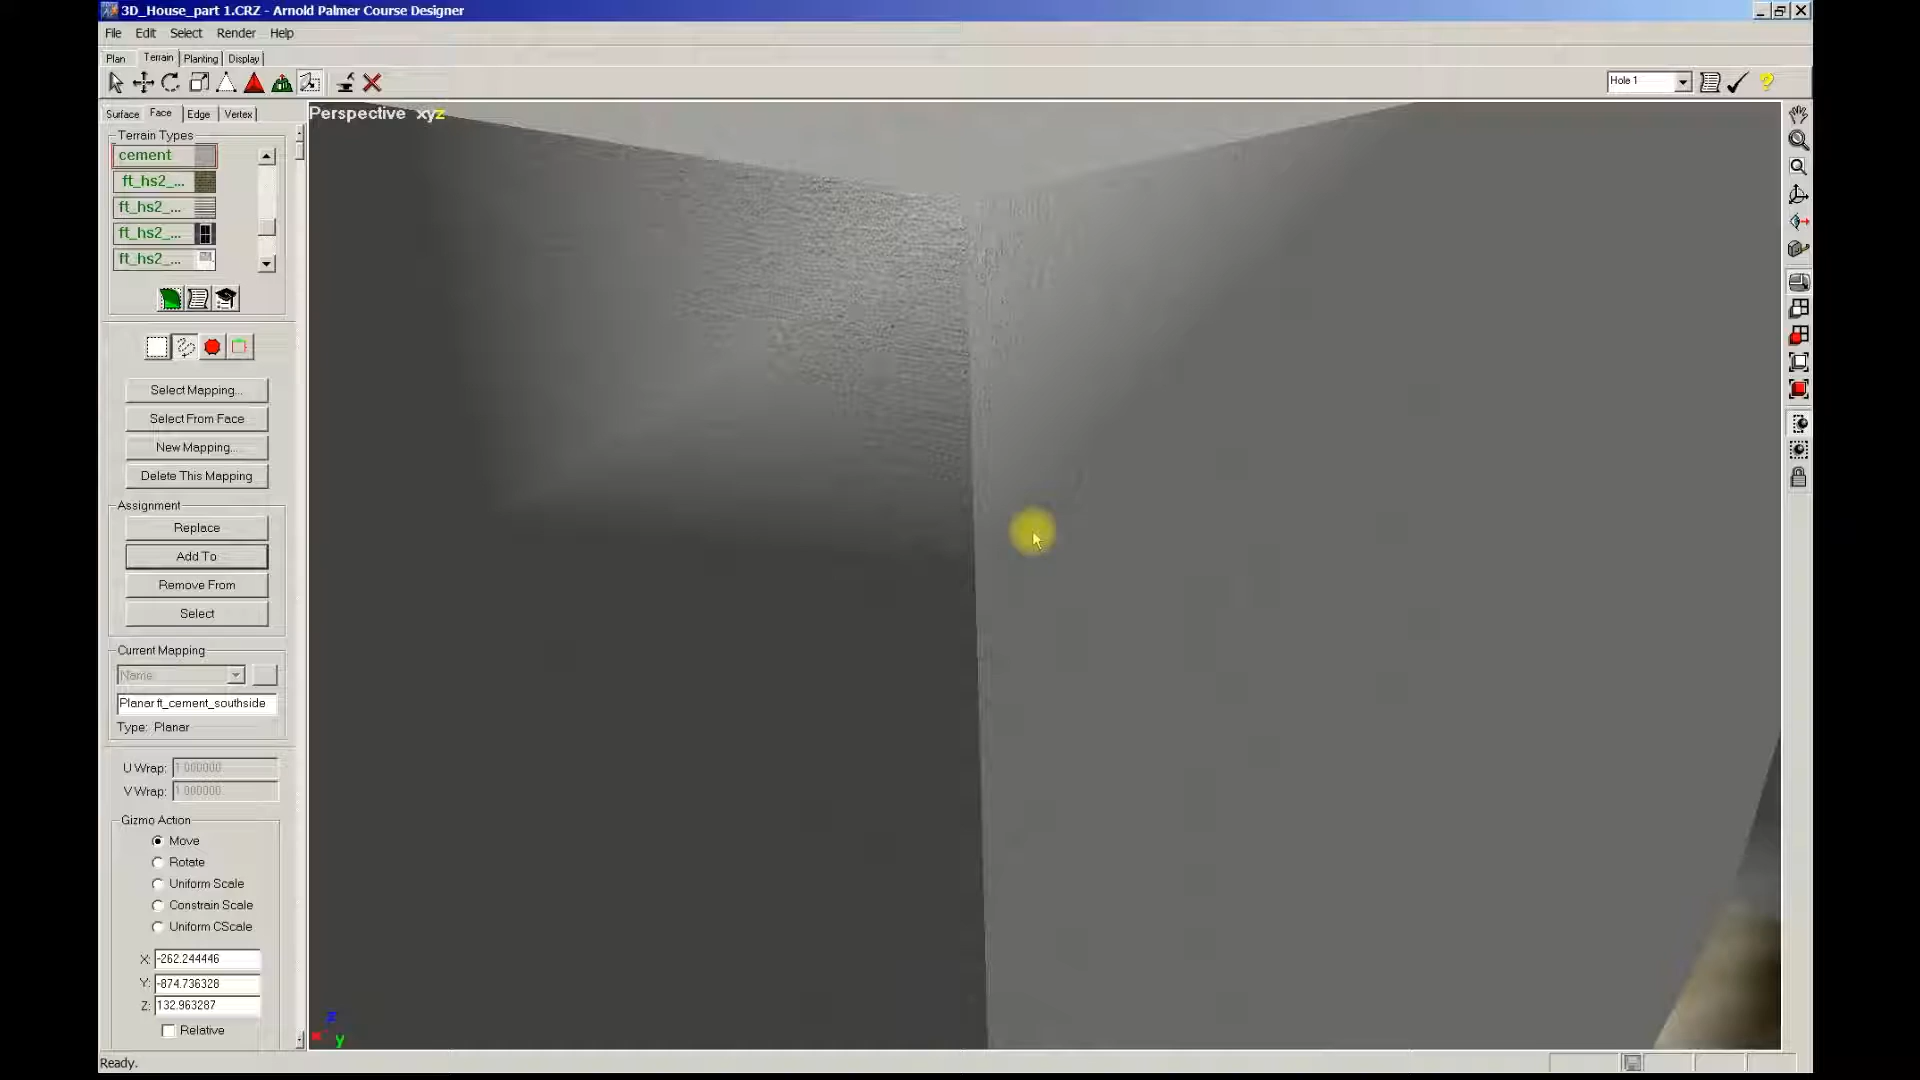 3D_House_part 1.CRZ - Arnold Palmer Course Designer
File Edit Select Render Help
Plan Terrain Planting Display
Hole 1
Surface Face Edge Vertex
Perspective xyz
Terrain Types
cement
ft_hs2_...
ft_hs2_...
ft_hs2_...
ft_hs2_...
Select Mapping...
Select From Face
New Mapping...
Delete This Mapping
Assignment
Replace
Add To
Remove From
Select
Current Mapping
Name
Planar ft_cement_southside
Type: Planar
U Wrap: 1.000000
V Wrap: 1.000000
Gizmo Action
Move
Rotate
Uniform Scale
Constrain Scale
Uniform CScale
X: -262.244446
Y: -874.736328
Z: 132.963287
Relative
z
x y
Ready.